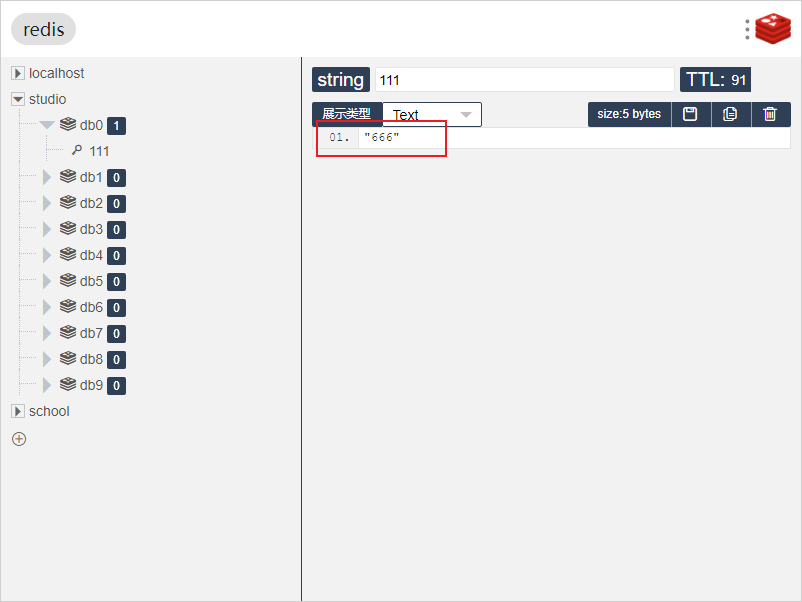 redis
localhost
studio
db0 1
111
db1 0
db2 0
db3 0
db4 0
db5 0
db6 0
db7 0
db8 0
db9 0
school
string 111 TTL: 91
展示类型 Text size:5 bytes
01. "666"